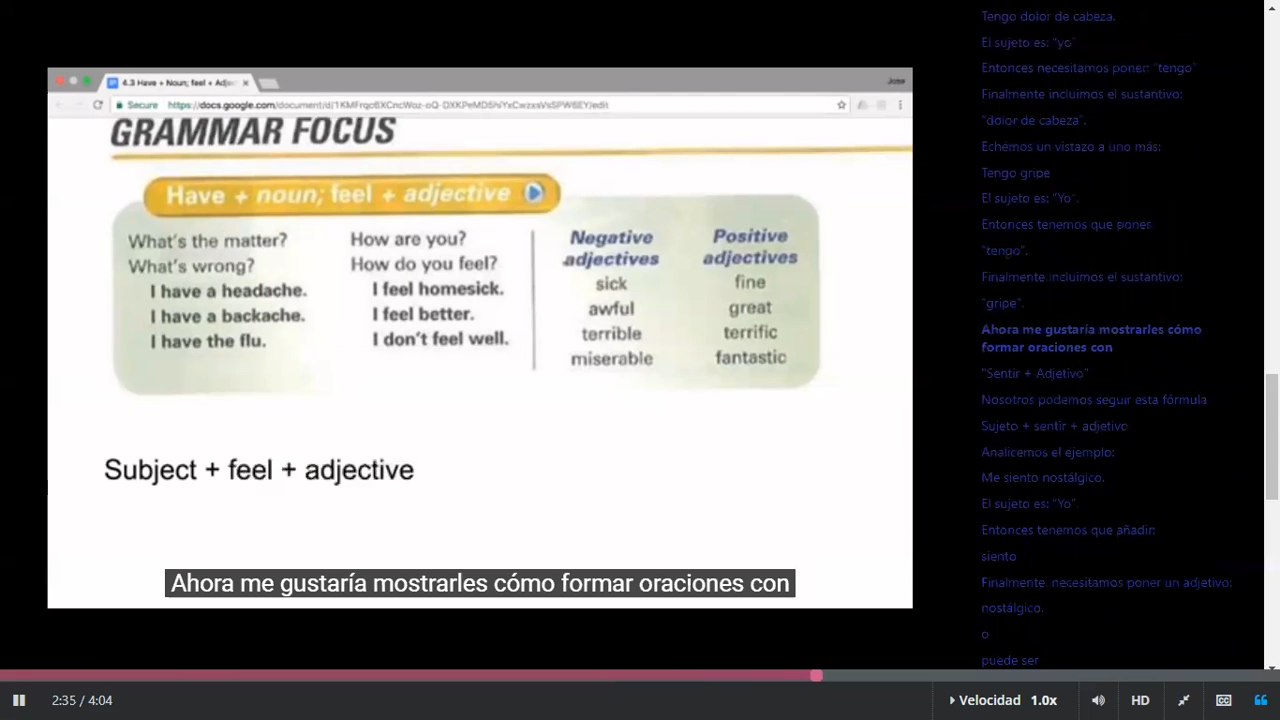 4.3 Have + Noun; feel + Adje
Jose
Secure
GRAMMAR FOCUS
Have + noun; feel + adjective
What's the matter?
What's wrong?
I have a headache.
I have a backache.
I have the flu.
How are you?
How do you feel?
I feel homesick.
I feel better.
I don't feel well.
Negative
adjectives
sick
awful
terrible
miserable
Positive
adjectives
fine
great
terrific
fantastic
Subject + feel + adjective
Ahora me gustaría mostrarles cómo formar oraciones con
Tengo dolor de cabeza.
El sujeto es: "yo"
Entonces necesitamos poner: "tengo"
Finalmente incluimos el sustantivo:
"dolor de cabeza".
Echemos un vistazo a uno más:
Tengo gripe
El sujeto es: "Yo".
Entonces tenemos que poner
"tengo".
Finalmente incluimos el sustantivo:
"gripe".
Ahora me gustaría mostrarles cómo
formar oraciones con
"Sentir + Adjetivo"
Nosotros podemos seguir esta fórmula
Sujeto + sentir + adjetivo
Analicemos el ejemplo:
Me siento nostálgico.
El sujeto es: "Yo".
Entonces tenemos que añadir:
siento
Finalmente, necesitamos poner un adjetivo:
nostálgico.
o
puede ser
2:35 / 4:04
Velocidad 1.0x
HD
CC